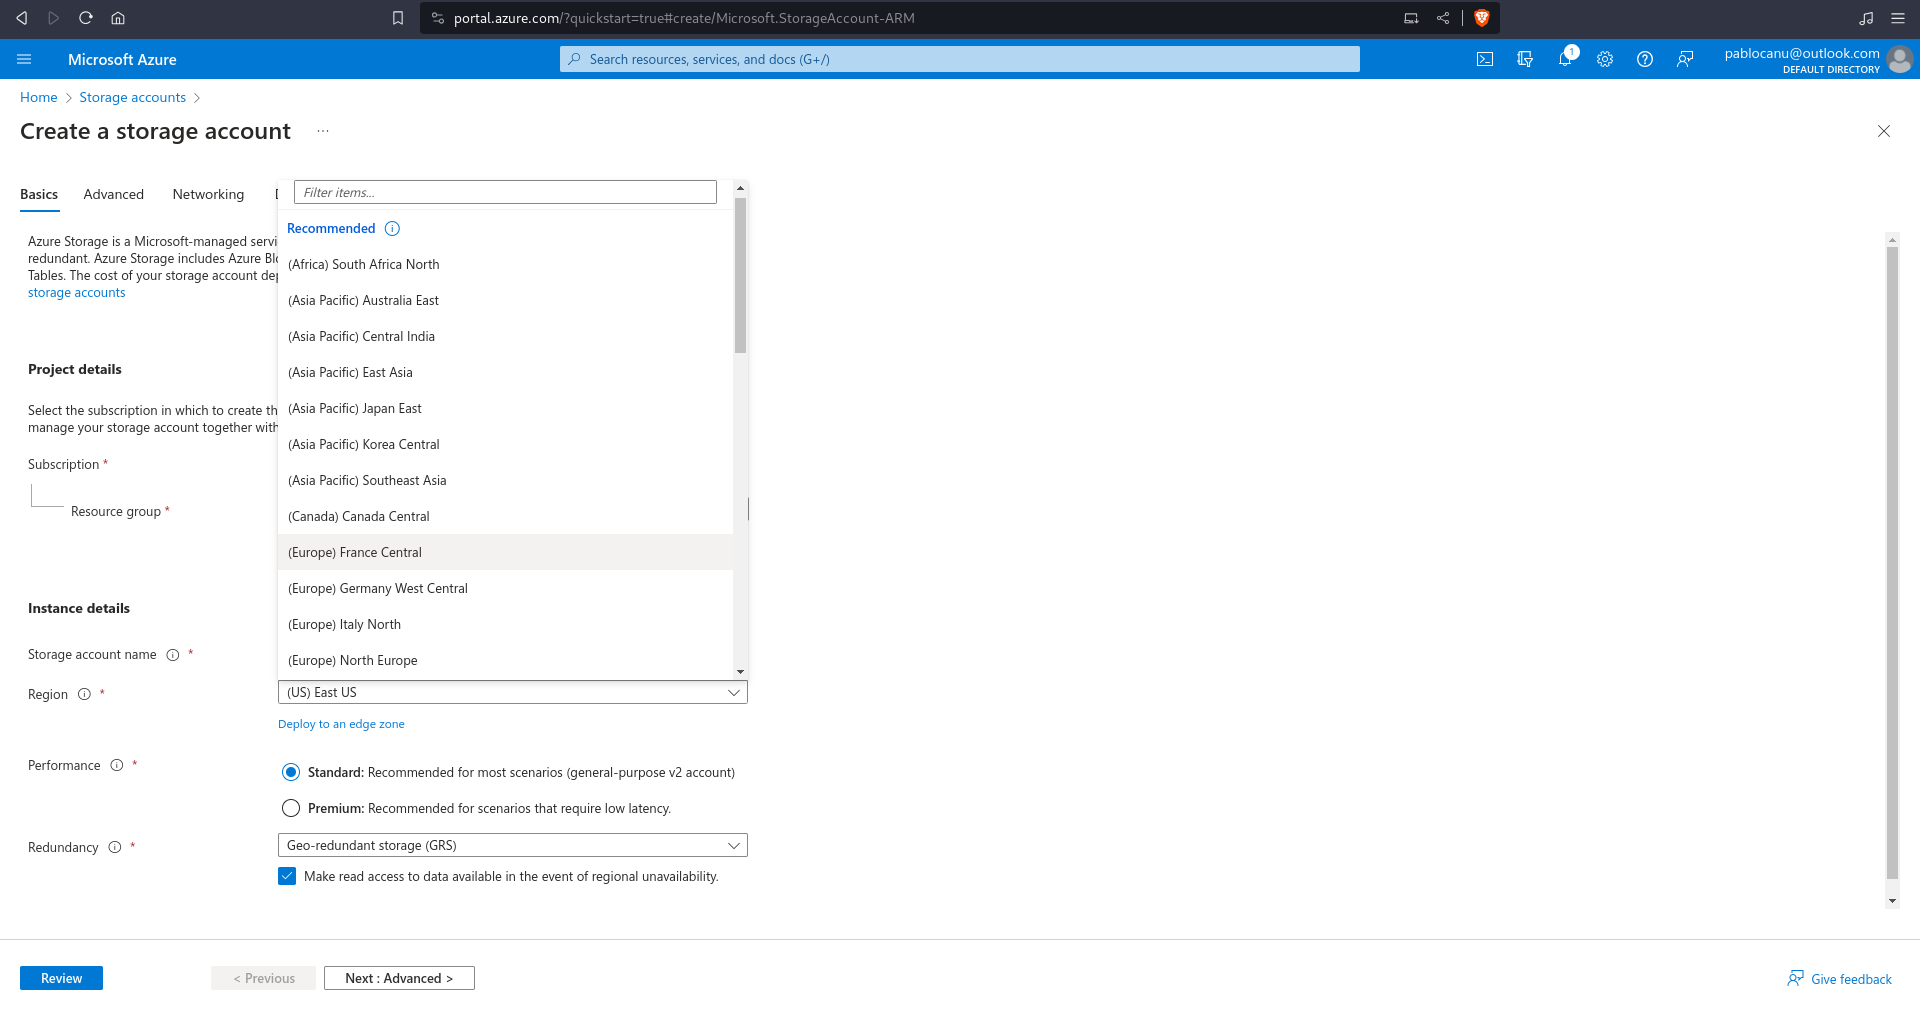 portal.azure.com/?quickstart=true#create/Microsoft.StorageAccount-ARM
Microsoft Azure
Search resources, services, and docs (G+/)
1
pablocanu@outlook.com
DEFAULT DIRECTORY
Home > Storage accounts >
Create a storage account ...
Basics
Advanced
Networking
Filter items...
Recommended
(Africa) South Africa North
(Asia Pacific) Australia East
(Asia Pacific) Central India
(Asia Pacific) East Asia
(Asia Pacific) Japan East
(Asia Pacific) Korea Central
(Asia Pacific) Southeast Asia
(Canada) Canada Central
(Europe) France Central
(Europe) Germany West Central
(Europe) Italy North
(Europe) North Europe
Azure Storage is a Microsoft-managed servi
redundant. Azure Storage includes Azure Blo
Tables. The cost of your storage account dep
storage accounts
Project details
Select the subscription in which to create th
manage your storage account together with
Subscription *
Resource group *
Instance details
Storage account name *
Region *
(US) East US
Deploy to an edge zone
Performance *
Standard: Recommended for most scenarios (general-purpose v2 account)
Premium: Recommended for scenarios that require low latency.
Redundancy *
Geo-redundant storage (GRS)
Make read access to data available in the event of regional unavailability.
Review
< Previous
Next : Advanced >
Give feedback